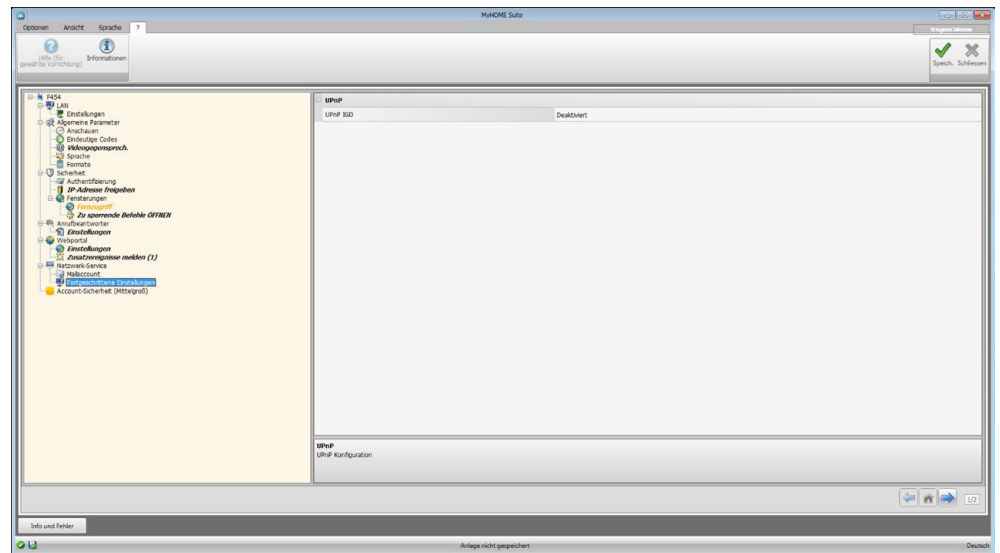 MyHOME Suite
Optionen Ansicht Sprache ?
Hilfe (für gewählte Vorrichtung)
Informationen
Speich. Schliessen
F454
LAN
Einstellungen
Allgemeine Parameter
Anschauen
Eindeutige Codes
Videogegensprech.
Sprache
Formate
Sicherheit
Authentifizierung
IP-Adresse freigeben
Fensterungen
Fernzugriff
Zu sperrende Befehle ÖFFNEN
Anrufbeantworter
Einstellungen
Webportal
Einstellungen
Zusatzereignisse melden (1)
Netzwerk-Service
Mailaccount
Fortgeschrittene Einstellungen
Account-Sicherheit (Mittelgroß)
UPnP
UPnP IGD Deaktiviert
UPnP
UPnP Konfiguration
1/2
Info und Fehler
Anlage nicht gespeichert
Deutsch